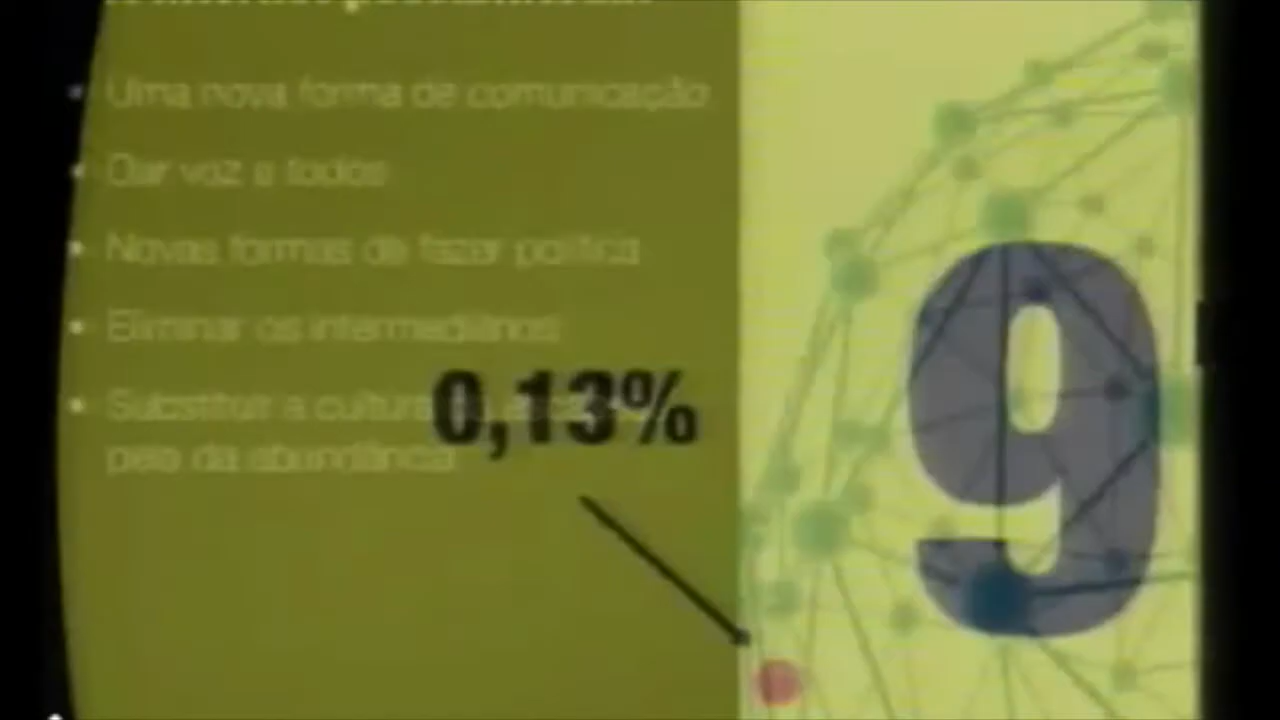 • Uma nova forma de comunicação
• Dar voz a todos
• Novas formas de fazer política
• Eliminar os intermediários
• Substituir a cultura
pela da abundância
0,13%
9